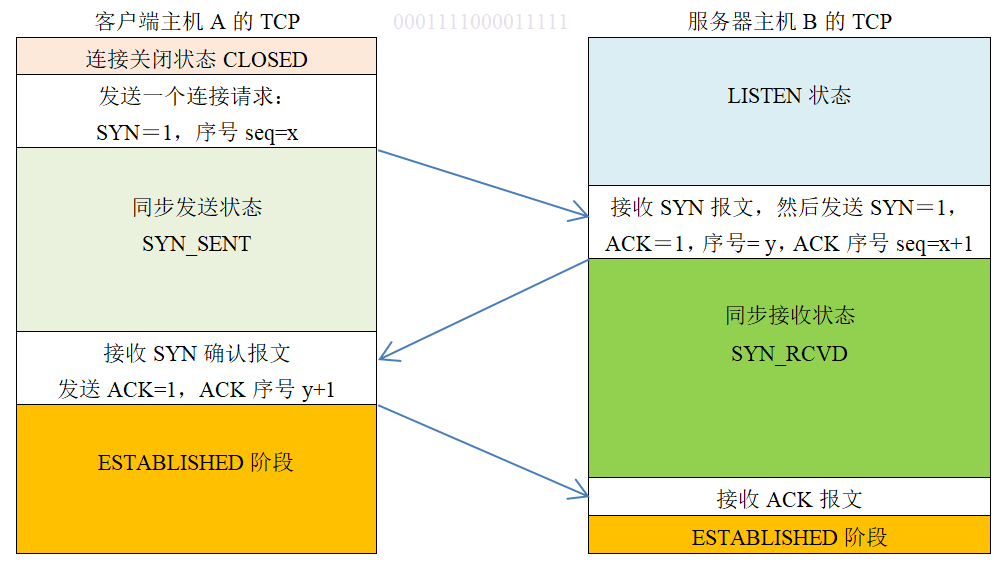 客户端主机 A 的 TCP
0001111000011111
服务器主机 B 的 TCP
连接关闭状态 CLOSED
发送一个连接请：
SYN＝1，序号 seq=x
同步发送状态
SYN_SENT
接收 SYN 确认报文
发送 ACK=1，ACK 序号 y+1
ESTABLISHED 阶段
LISTEN 状态
接收 SYN 报文，然后发送 SYN＝1，
ACK＝1，序号= y，ACK 序号 seq=x+1
同步接收状态
SYN_RCVD
接收 ACK 报文
ESTABLISHED 阶段